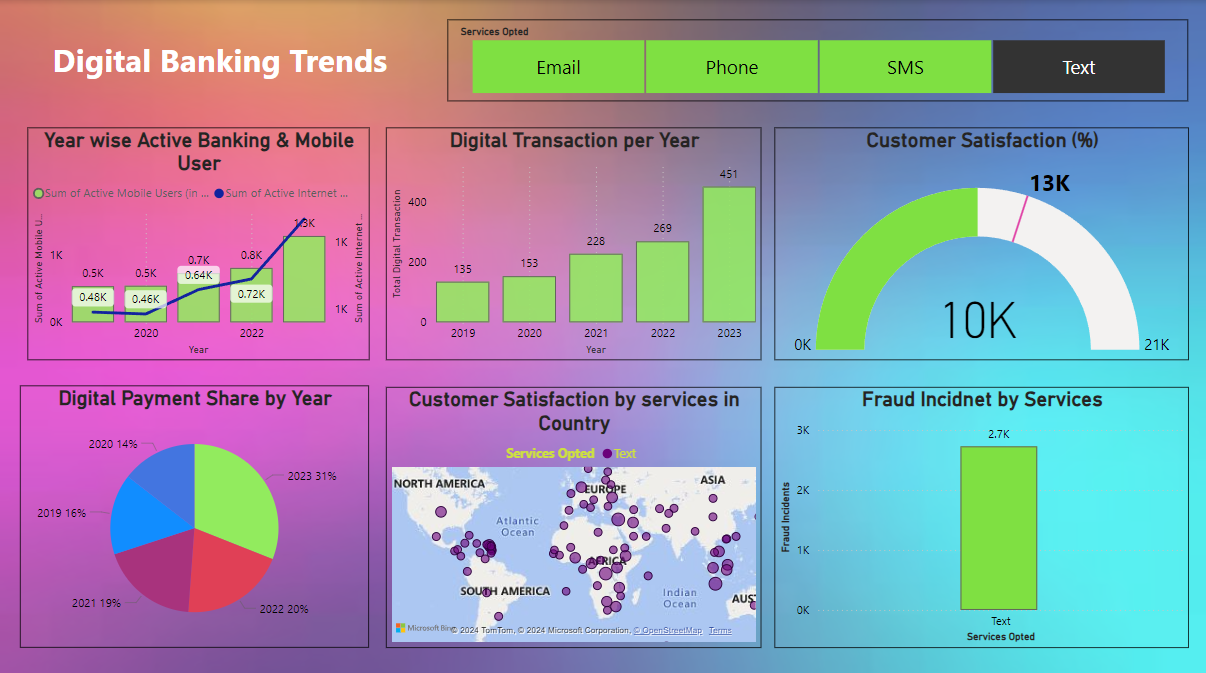 Digital Banking Trends
Services Opted
Email
Phone
SMS
Text
Year wise Active Banking & Mobile
User
Sum of Active Mobile Users (in ...
Sum of Active Internet ...
Sum of Active Mobile U...
1K
0K
0.5K
0.5K
0.7K
0.8K
1.3K
0.48K
0.46K
0.64K
0.72K
1K
1K
Sum of Active Internet ...
2020
2022
Year
Digital Transaction per Year
Total Digital Transaction
400
200
0
135
153
228
269
451
2019
2020
2021
2022
2023
Year
Customer Satisfaction (%)
13K
10K
0K
21K
Digital Payment Share by Year
2020 14%
2023 31%
2019 16%
2021 19%
2022 20%
Customer Satisfaction by services in
Country
Services Opted
Text
NORTH AMERICA
EUROPE
ASIA
Atlantic
Ocean
AFRICA
SOUTH AMERICA
Indian
Ocean
AUS
Microsoft Bing
© 2024 TomTom, © 2024 Microsoft Corporation, © OpenStreetMap Terms
Fraud Incidnet by Services
Fraud Incidents
3K
2K
1K
0K
2.7K
Text
Services Opted